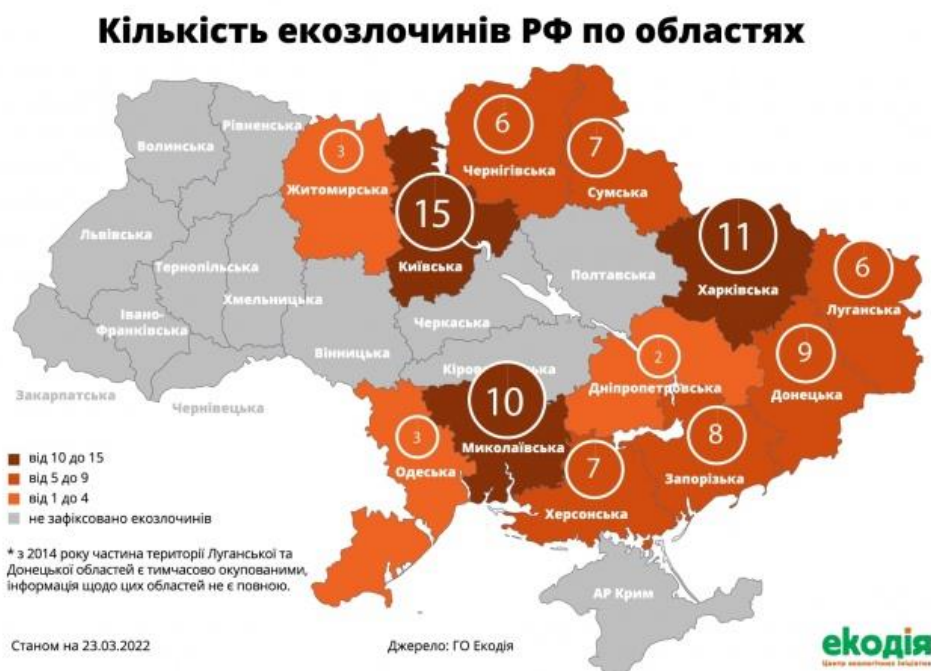 Кількість екозлочинів РФ по областях
Волинська
Рівненська
3
Житомирська
6
Чернігівська
7
Сумська
15
Київська
11
Харківська
Львівська
Тернопільська
Хмельницька
Полтавська
6
Луганська
Івано-
Франківська
Вінницька
Черкаська
Кіровоградська
9
Донецька
2
Дніпропетровська
Закарпатська
Чернівецька
10
Миколаївська
3
Одеська
8
Запорізька
7
Херсонська
АР Крим
від 10 до 15
від 5 до 9
від 1 до 4
не зафіксовано екозлочинів
* з 2014 року частина території Луганської та
Донецької областей є тимчасово окупованими,
інформація щодо цих областей не є повною.
Станом на 23.03.2022
Джерело: ГО Екодія
екодія
Центр екологічних ініціатив